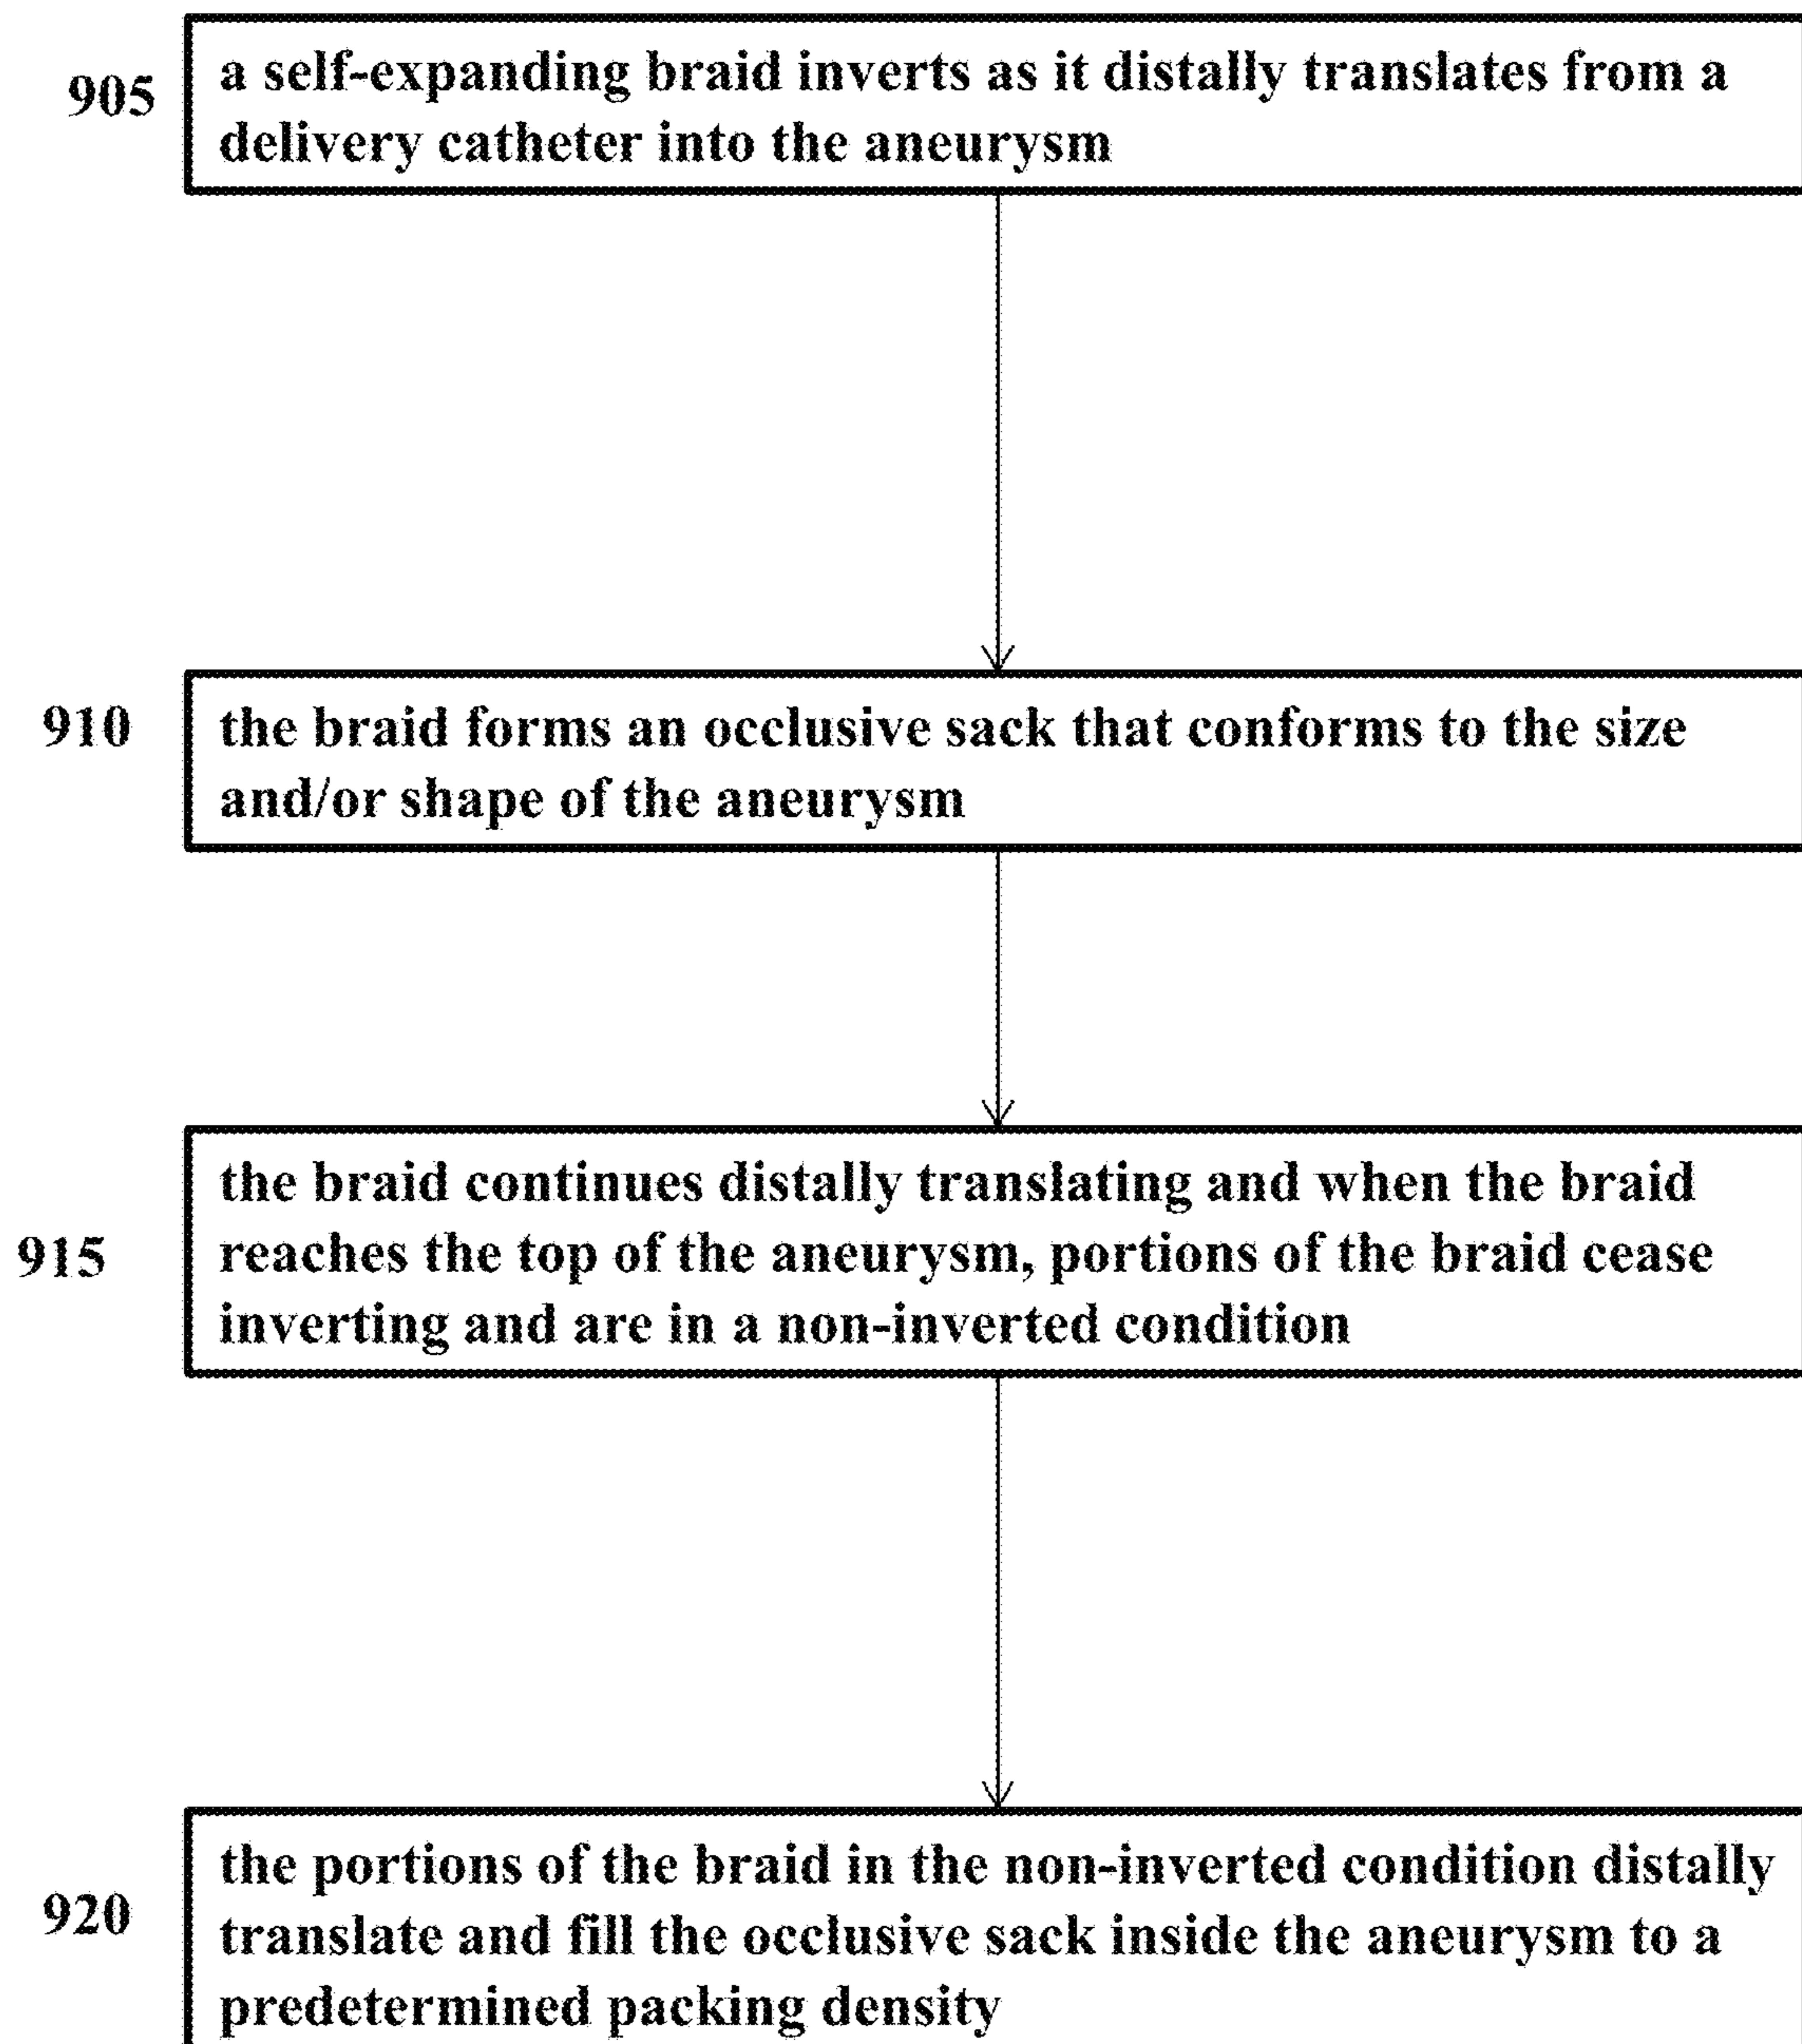 905
a self-expanding braid inverts as it distally translates from a
delivery catheter into the aneurysm
910
the braid forms an occlusive sack that conforms to the size
and/or shape of the aneurysm
915
the braid continues distally translating and when the braid
reaches the top of the aneurysm, portions of the braid cease
inverting and are in a non-inverted condition
920
the portions of the braid in the non-inverted condition distally
translate and fill the occlusive sack inside the aneurysm to a
predetermined packing density